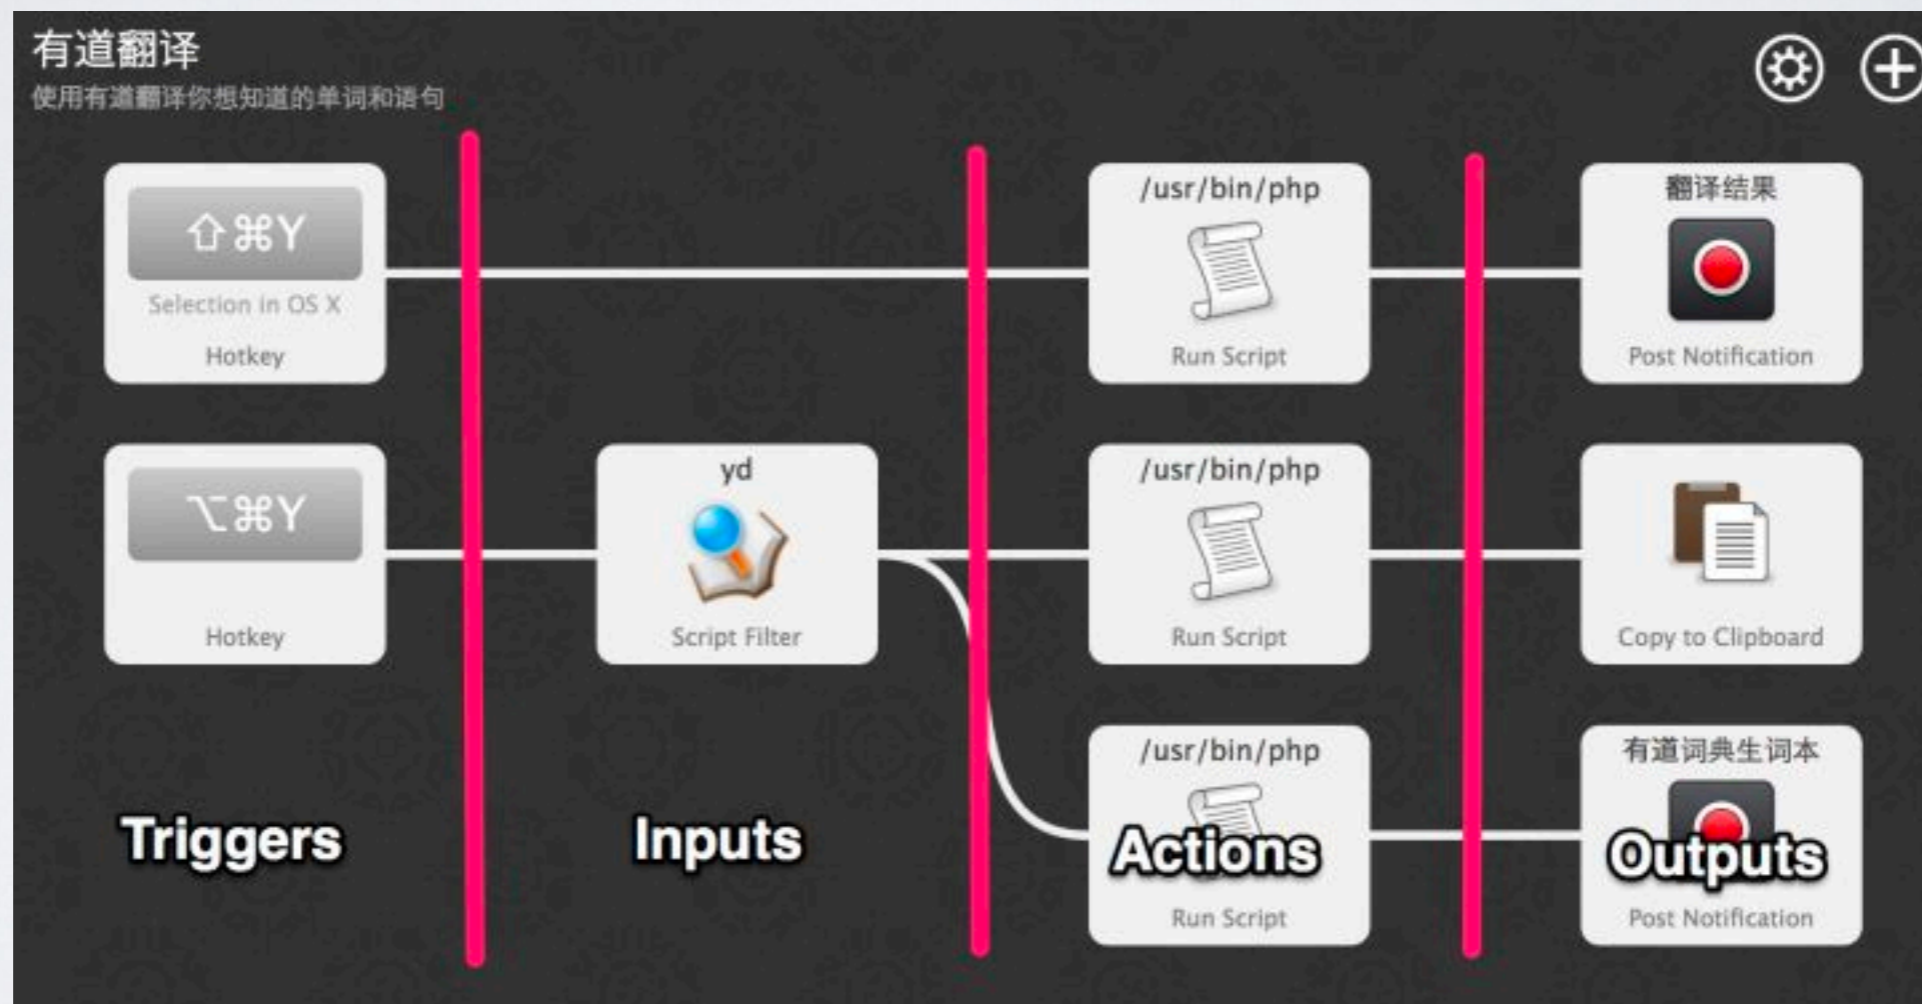 有道翻译
使用有道翻译你想知道的单词和语句
⇧⌘Y
Selection in OS X
Hotkey
/usr/bin/php
Run Script
翻译结果
Post Notification
⌥⌘Y
Hotkey
yd
Script Filter
/usr/bin/php
Run Script
Copy to Clipboard
/usr/bin/php
Run Script
有道词典生词本
Post Notification
Triggers
Inputs
Actions
Outputs